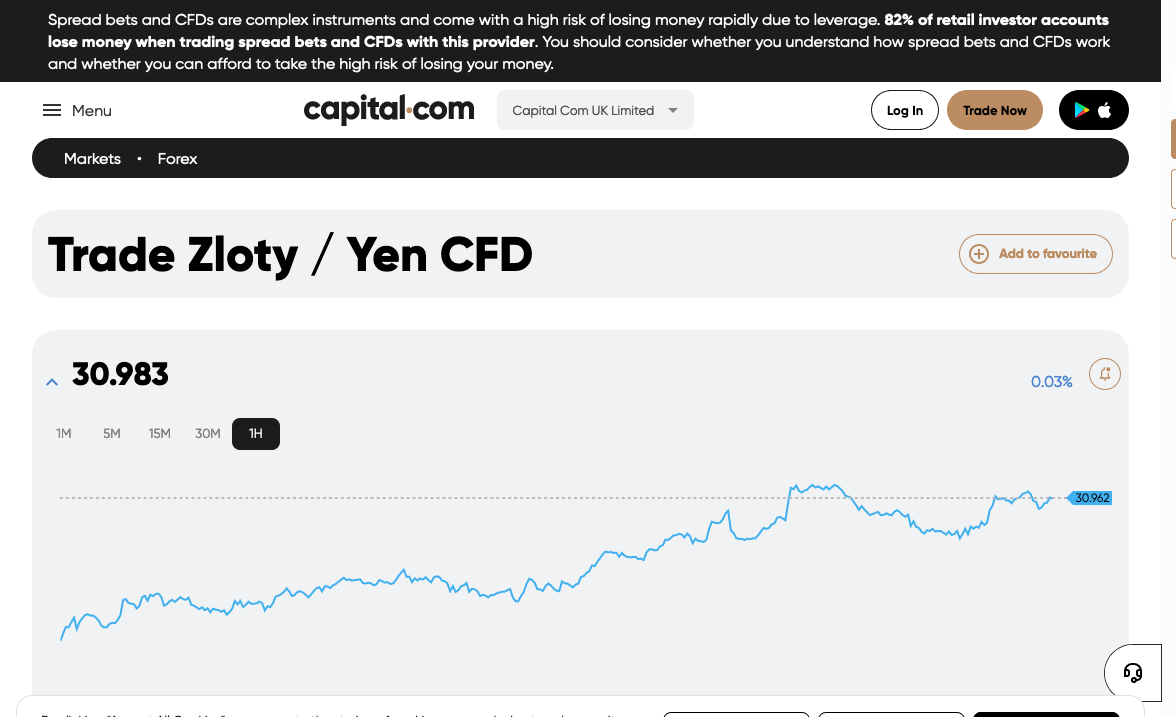 Spread bets and CFDs are complex instruments and come with a high risk of losing money rapidly due to leverage. 82% of retail investor accounts
lose money when trading spread bets and CFDs with this provider. You should consider whether you understand how spread bets and CFDs work
and whether you can afford to take the high risk of losing your money.
Menu
capital.com
Capital Com UK Limited
Log In
Trade Now
Markets • Forex
Trade Zloty / Yen CFD
Add to favourite
30.983
0.03%
1M 5M 15M 30M 1H
30.962